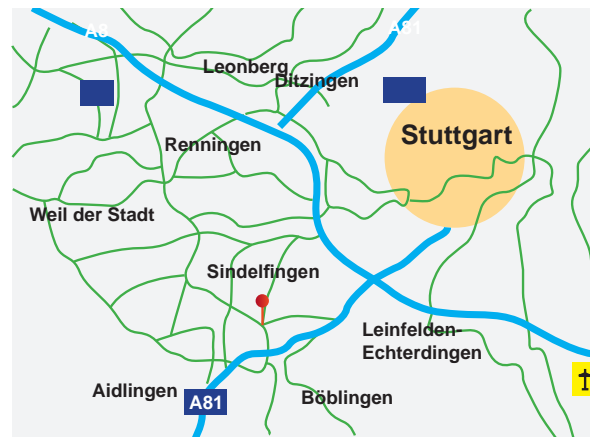 A8
A81
Leonberg
Ditzingen
Stuttgart
Renningen
Weil der Stadt
Sindelfingen
Leinfelden-
Echterdingen
Aidlingen
A81
Böblingen